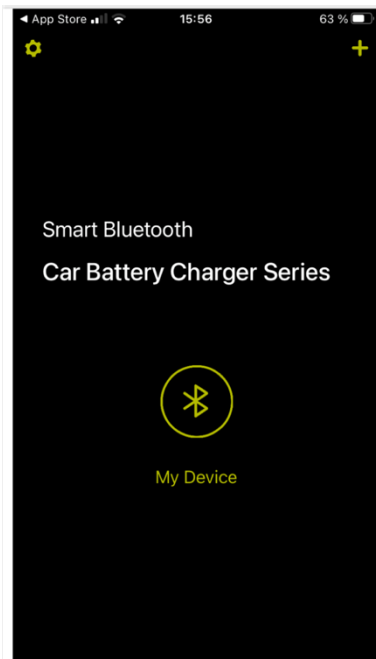 ◀ App Store 15:56 63 %
Smart Bluetooth
Car Battery Charger Series
My Device